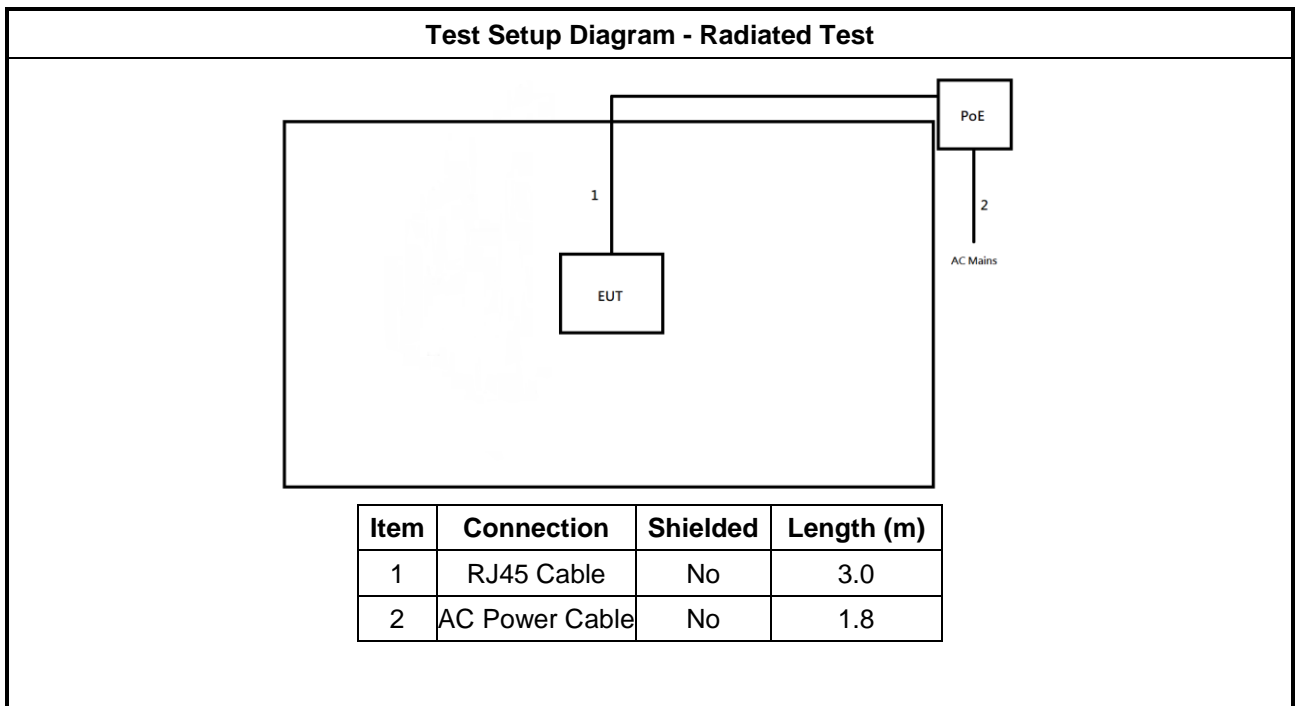 Test Setup Diagram - Radiated Test
PoE
1
2
AC Mains
EUT
Item Connection Shielded Length (m)
1 RJ45 Cable No 3.0
2 AC Power Cable No 1.8